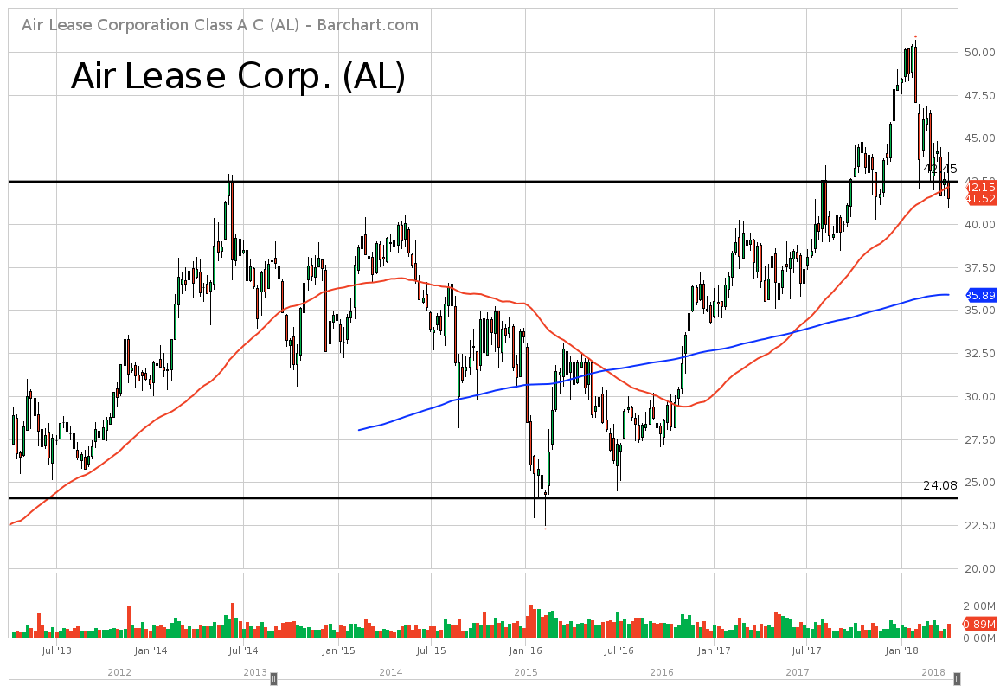 Air Lease Corporation Class A C (AL) - Barchart.com
Air Lease Corp. (AL)
50.00
47.50
45.00
42.45
42.15
41.52
40.00
37.50
35.89
35.00
32.50
30.00
27.50
25.00
24.08
22.50
20.00
2.00M
0.89M
0.00M
Jul '13 Jan '14 Jul '14 Jan '15 Jul '15 Jan '16 Jul '16 Jan '17 Jul '17 Jan '18
2012 2013 2014 2015 2016 2017 2018